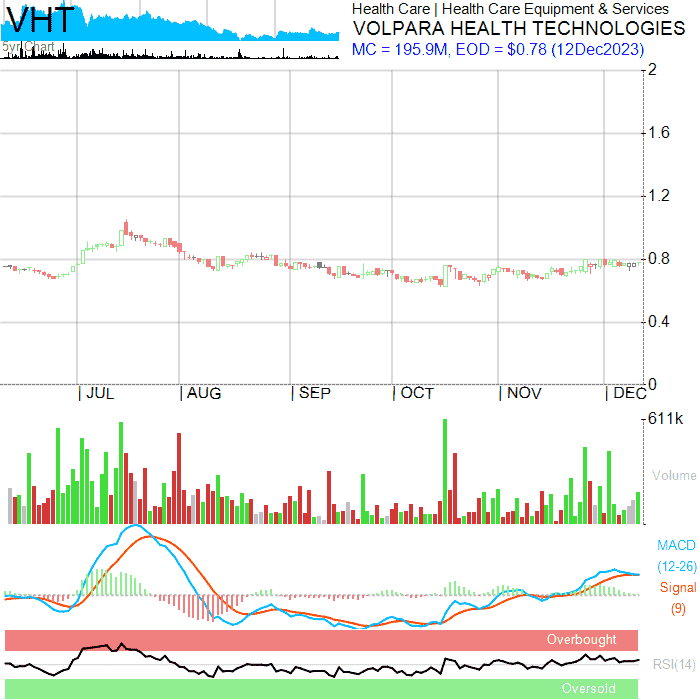 VHT
5yr Chart
Health Care | Health Care Equipment & Services
VOLPARA HEALTH TECHNOLOGIES
MC = 195.9M, EOD = $0.78 (12Dec2023)
2
1.6
1.2
0.8
0.4
0
| JUL | AUG | SEP | OCT | NOV | DEC
611k
Volume
MACD
(12-26)
Signal
(9)
Overbought
RSI(14)
Oversold